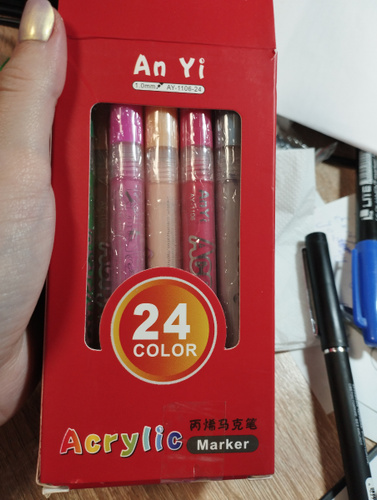 An Yi
1.0mm AY-1106-24
24
COLOR
丙烯马克笔
Acrylic Marker